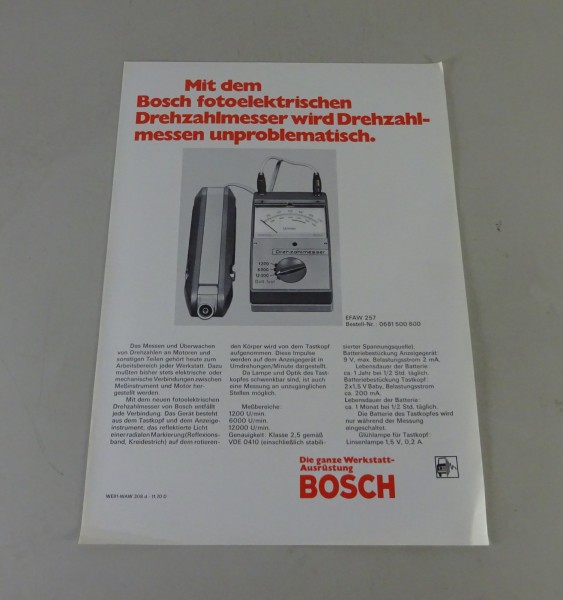 Mit dem
Bosch fotoelektrischen
Drehzahlmesser wird Drehzahl-
messen unproblematisch.
Drehzahlmesser
1200
6 000
12 000
EFAW 257
Bestell-Nr.: 0681 500 800
Das Messen und Überwachen
von Drehzahlen an Motoren und
sonstigen Teilen gehört heute zum
Arbeitsbereich jeder Werkstatt. Dazu
mußten bisher stets elektrische oder
mechanische Verbindungen zwischen
Meßinstrument und Motor her-
gestellt werden.
Mit dem neuen fotoelektrischen
Drehzahlmesser von Bosch entfällt
jede Verbindung. Das Gerät besteht
aus dem Tastkopf und dem Anzeige-
instrument; das reflektierte Licht
einer radialen Markierung (Reflexions-
band, Kreidestrich) auf dem rotieren-
den Körper wird von dem Tastkopf
aufgenommen. Diese Impulse
werden auf dem Anzeigegerät in
Umdrehungen/Minute dargestellt.
Da Lampe und Optik des Tast-
kopfes schwenkbar sind, ist auch
eine Messung an unzugänglichen
Stellen möglich.
Meßbereiche:
1200 U/min.
6000 U/min.
12000 U/min.
Genauigkeit: Klasse 2,5 gemäß
VDE 0410 (einschließlich stabili-
sierter Spannungsquelle).
Batteriebestückung Anzeigegerät:
9 V, max. Belastungsstrom 2 mA.
Lebensdauer der Batterie:
ca. 1 Jahr bei 1/2 Std. täglich.
Batteriebestückung Tastkopf:
2x1,5 V Baby, Belastungsstrom
ca. 200 mA.
Lebensdauer der Batterie:
ca. 1 Monat bei 1/2 Std. täglich.
Die Batterie des Tastkopfes wird
nur während der Messung
eingeschaltet.
Glühlampe für Tastkopf:
Linsenlampe 1,5 V, 0,2 A.
Die ganze Werkstatt-
Ausrüstung
BOSCH